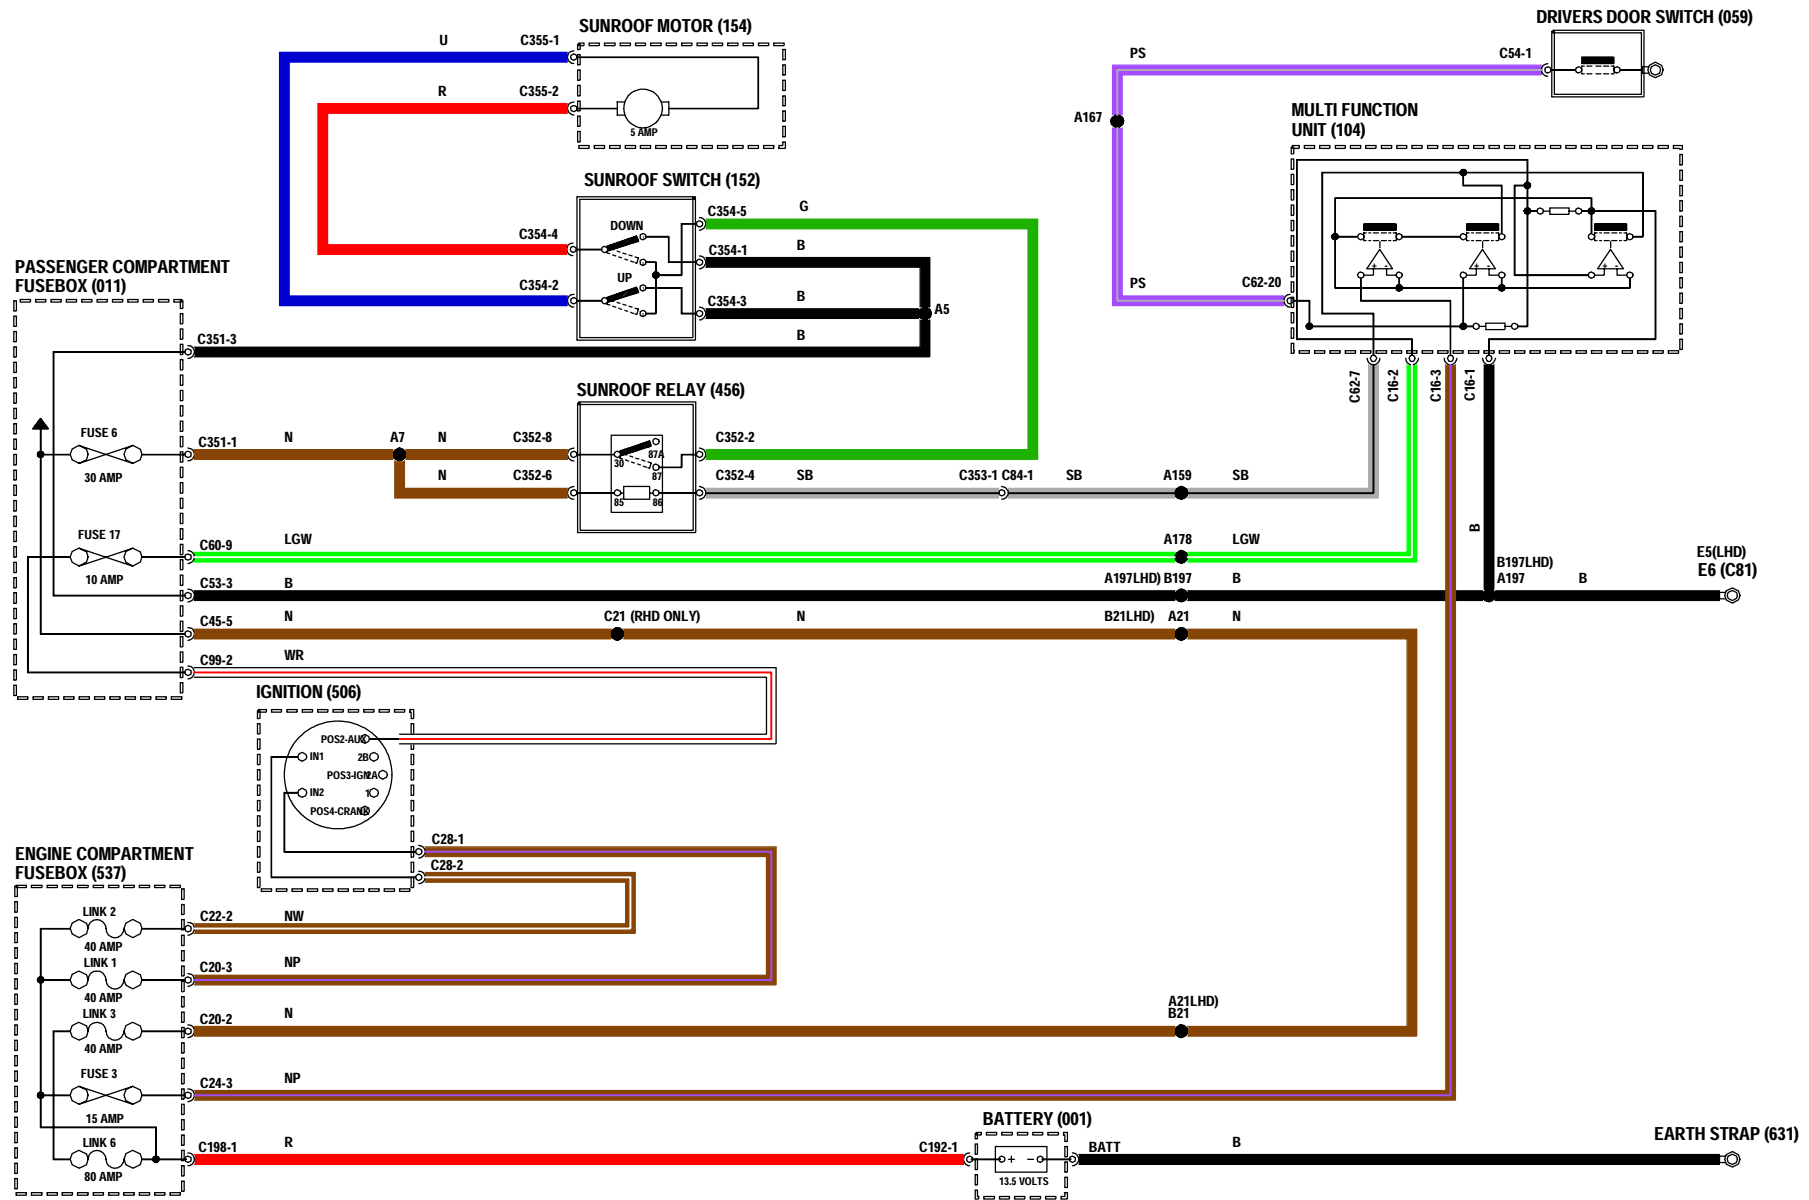 DRIVERS DOOR SWITCH (059)
SUNROOF MOTOR (154)
U
C355-1
PS
C54-1
R
C355-2
5 AMP
A167
MULTI FUNCTION
UNIT (104)
SUNROOF SWITCH (152)
C354-5
G
DOWN
C354-4
C354-1
B
UP
C354-2
C354-3
B
A5
B
PS
C62-20
+ -
+ -
+ -
PASSENGER COMPARTMENT
FUSEBOX (011)
C351-3
C62-7
C16-2
C16-3
C16-1
SUNROOF RELAY (456)
FUSE 6
30 AMP
C351-1
N
A7
N
C352-8
C352-2
30
87A
87
N
C352-6
85
86
C352-4
SB
C353-1 C84-1
SB
A159
SB
FUSE 17
10 AMP
C60-9
LGW
A178
LGW
B
C53-3
B
A197LHD) B197
B
B197LHD)
A197
B
E5(LHD)
E6 (C81)
C45-5
N
C21 (RHD ONLY)
N
B21LHD)
A21
N
C99-2
WR
IGNITION (506)
POS2-AUX
IN1
2B
POS3-IGN
2A
IN2
1
POS4-CRANK
C28-1
C28-2
ENGINE COMPARTMENT
FUSEBOX (537)
LINK 2
40 AMP
C22-2
NW
LINK 1
40 AMP
C20-3
NP
LINK 3
40 AMP
C20-2
N
A21LHD)
B21
FUSE 3
15 AMP
C24-3
NP
LINK 6
80 AMP
C198-1
R
C192-1
BATTERY (001)
+ -
13.5 VOLTS
BATT
B
EARTH STRAP (631)